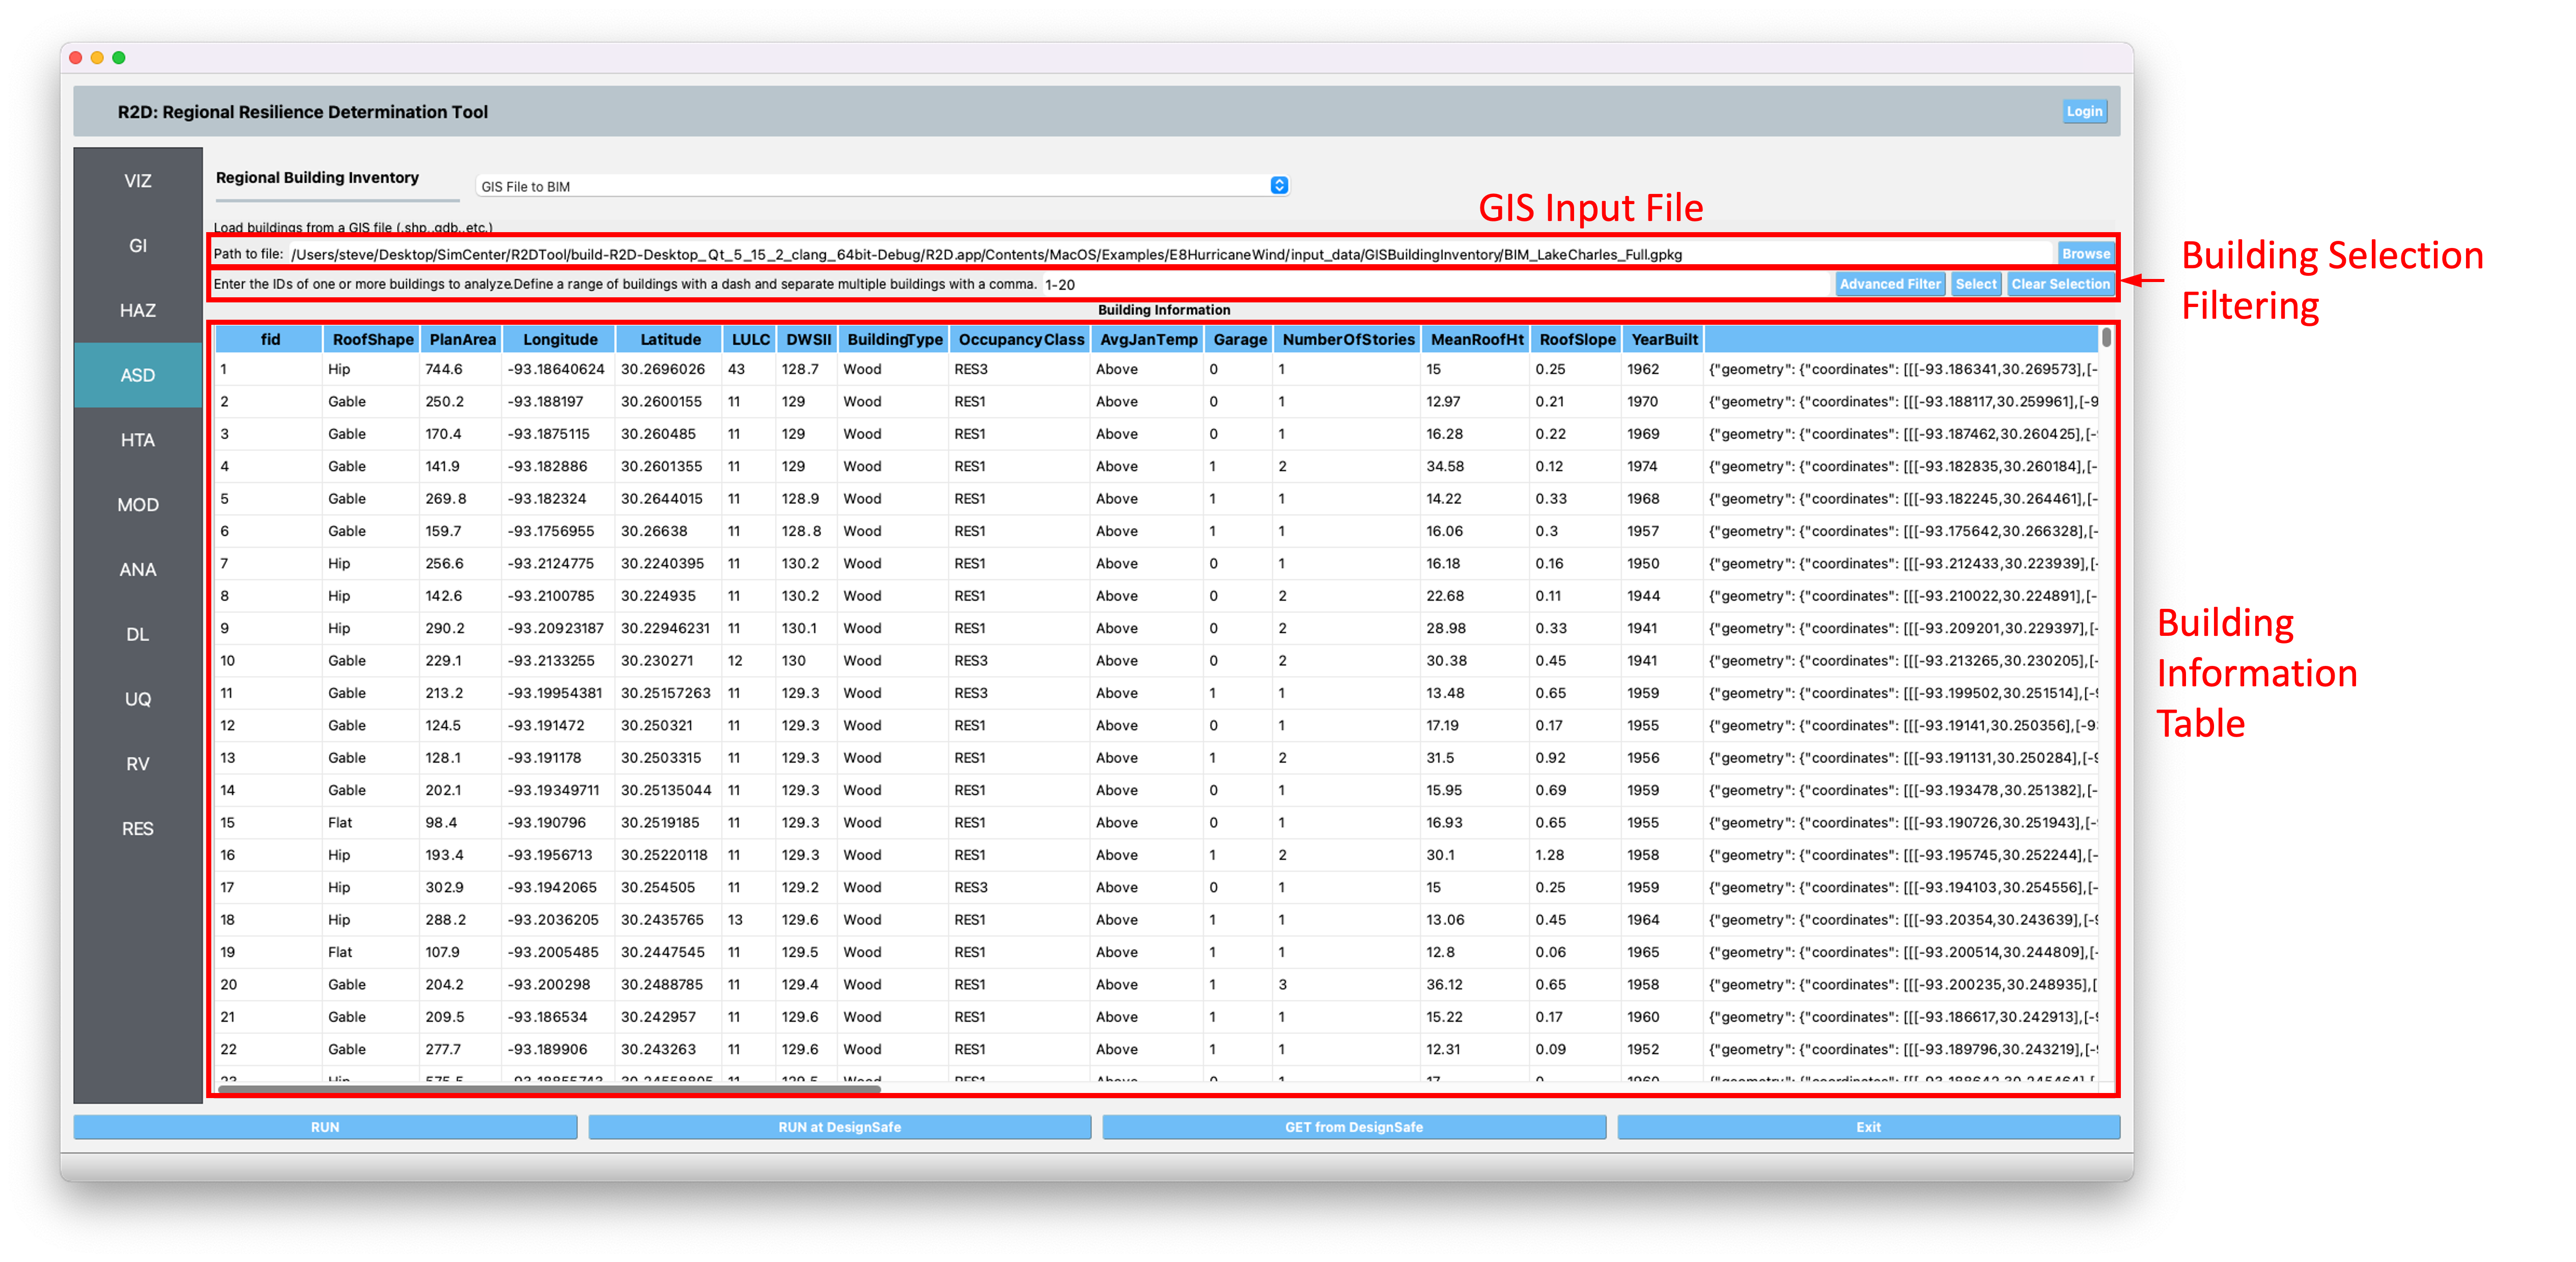 R2D: Regional Resilience Determination Tool
Login
VIZ
GI
HAZ
ASD
HTA
MOD
ANA
DL
UQ
RV
RES
Regional Building Inventory
GIS File to BIM
GIS Input File
Load buildings from a GIS file (.shp,.gdb,.etc.)
Path to file: /Users/steve/Desktop/SimCenter/R2DTool/build-R2D-Desktop_Qt_5_15_2_clang_64bit-Debug/R2D.app/Contents/MacOS/Examples/E8HurricaneWind/input_data/GISBuildingInventory/BIM_LakeCharles_Full.gpkg Browse
Enter the IDs of one or more buildings to analyze.Define a range of buildings with a dash and separate multiple buildings with a comma. 1-20 Advanced Filter Select Clear Selection
Building Selection
Filtering
Building Information
fid RoofShape PlanArea Longitude Latitude LULC DWSII BuildingType OccupancyClass AvgJanTemp Garage NumberOfStories MeanRoofHt RoofSlope YearBuilt
1 Hip 744.6 -93.18640624 30.2696026 43 128.7 Wood RES3 Above 0 1 15 0.25 1962 {"geometry": {"coordinates": [[[-93.186341,30.269573],[-
2 Gable 250.2 -93.188197 30.2600155 11 129 Wood RES1 Above 0 1 12.97 0.21 1970 {"geometry": {"coordinates": [[[-93.188117,30.259961],[-9
3 Gable 170.4 -93.1875115 30.260485 11 129 Wood RES1 Above 0 1 16.28 0.22 1969 {"geometry": {"coordinates": [[[-93.187462,30.260425],[-
4 Gable 141.9 -93.182886 30.2601355 11 129 Wood RES1 Above 1 2 34.58 0.12 1974 {"geometry": {"coordinates": [[[-93.182835,30.260184],[-
5 Gable 269.8 -93.182324 30.2644015 11 128.9 Wood RES1 Above 1 1 14.22 0.33 1968 {"geometry": {"coordinates": [[[-93.182245,30.264461],[-
6 Gable 159.7 -93.1756955 30.26638 11 128.8 Wood RES1 Above 1 1 16.06 0.3 1957 {"geometry": {"coordinates": [[[-93.175642,30.266328],[-
7 Hip 256.6 -93.2124775 30.2240395 11 130.2 Wood RES1 Above 0 1 16.18 0.16 1950 {"geometry": {"coordinates": [[[-93.212433,30.223939],[-
8 Hip 142.6 -93.2100785 30.224935 11 130.2 Wood RES1 Above 0 2 22.68 0.11 1944 {"geometry": {"coordinates": [[[-93.210022,30.224891],[-
9 Hip 290.2 -93.20923187 30.22946231 11 130.1 Wood RES1 Above 0 2 28.98 0.33 1941 {"geometry": {"coordinates": [[[-93.209201,30.229397],[-
10 Gable 229.1 -93.2133255 30.230271 12 130 Wood RES3 Above 0 2 30.38 0.45 1941 {"geometry": {"coordinates": [[[-93.213265,30.230205],[-
11 Gable 213.2 -93.19954381 30.25157263 11 129.3 Wood RES3 Above 1 1 13.48 0.65 1959 {"geometry": {"coordinates": [[[-93.199502,30.251514],[-9
12 Gable 124.5 -93.191472 30.250321 11 129.3 Wood RES1 Above 0 1 17.19 0.17 1955 {"geometry": {"coordinates": [[[-93.19141,30.250356],[-93
13 Gable 128.1 -93.191178 30.2503315 11 129.3 Wood RES1 Above 1 2 31.5 0.92 1956 {"geometry": {"coordinates": [[[-93.191131,30.250284],[-9
14 Gable 202.1 -93.19349711 30.25135044 11 129.3 Wood RES1 Above 0 1 15.95 0.69 1959 {"geometry": {"coordinates": [[[-93.193478,30.251382],[-
15 Flat 98.4 -93.190796 30.2519185 11 129.3 Wood RES1 Above 0 1 16.93 0.65 1955 {"geometry": {"coordinates": [[[-93.190726,30.251943],[-
16 Hip 193.4 -93.1956713 30.25220118 11 129.3 Wood RES1 Above 1 2 30.1 1.28 1958 {"geometry": {"coordinates": [[[-93.195745,30.252244],[-
17 Hip 302.9 -93.1942065 30.254505 11 129.2 Wood RES3 Above 0 1 15 0.25 1959 {"geometry": {"coordinates": [[[-93.194103,30.254556],[-
18 Hip 288.2 -93.2036205 30.2435765 13 129.6 Wood RES1 Above 1 1 13.06 0.45 1964 {"geometry": {"coordinates": [[[-93.20354,30.243639],[-9
19 Flat 107.9 -93.2005485 30.2447545 11 129.5 Wood RES1 Above 1 1 12.8 0.06 1965 {"geometry": {"coordinates": [[[-93.200514,30.244809],[-
20 Gable 204.2 -93.200298 30.2488785 11 129.4 Wood RES1 Above 1 3 36.12 0.65 1958 {"geometry": {"coordinates": [[[-93.200235,30.248935],[
21 Gable 209.5 -93.186534 30.242957 11 129.6 Wood RES1 Above 1 1 15.22 0.17 1960 {"geometry": {"coordinates": [[[-93.186617,30.242913],[-9
22 Gable 277.7 -93.189906 30.243263 11 129.6 Wood RES1 Above 1 1 12.31 0.09 1952 {"geometry": {"coordinates": [[[-93.189796,30.243219],[-9
Building
Information
Table
RUN
RUN at DesignSafe
GET from DesignSafe
Exit